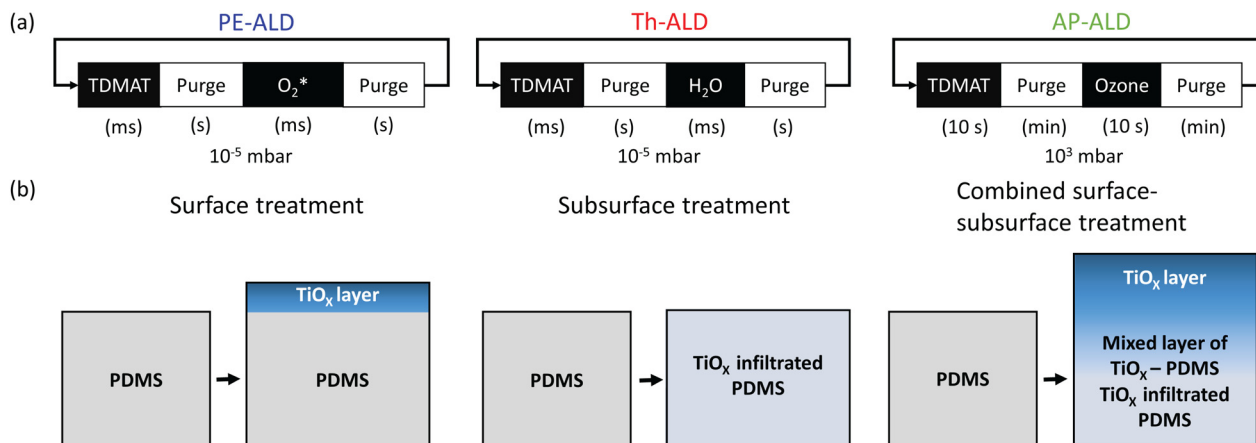 (a)
PE-ALD
TDMAT Purge O₂* Purge
(ms) (s) (ms) (s)
10⁻⁵ mbar
Th-ALD
TDMAT Purge H₂O Purge
(ms) (s) (ms) (s)
10⁻⁵ mbar
AP-ALD
TDMAT Purge Ozone Purge
(10 s) (min) (10 s) (min)
10³ mbar
(b)
Surface treatment
PDMS
TiOₓ layer
PDMS
Subsurface treatment
PDMS
TiOₓ infiltrated
PDMS
Combined surface-
subsurface treatment
PDMS
TiOₓ layer
Mixed layer of
TiOₓ – PDMS
TiOₓ infiltrated
PDMS